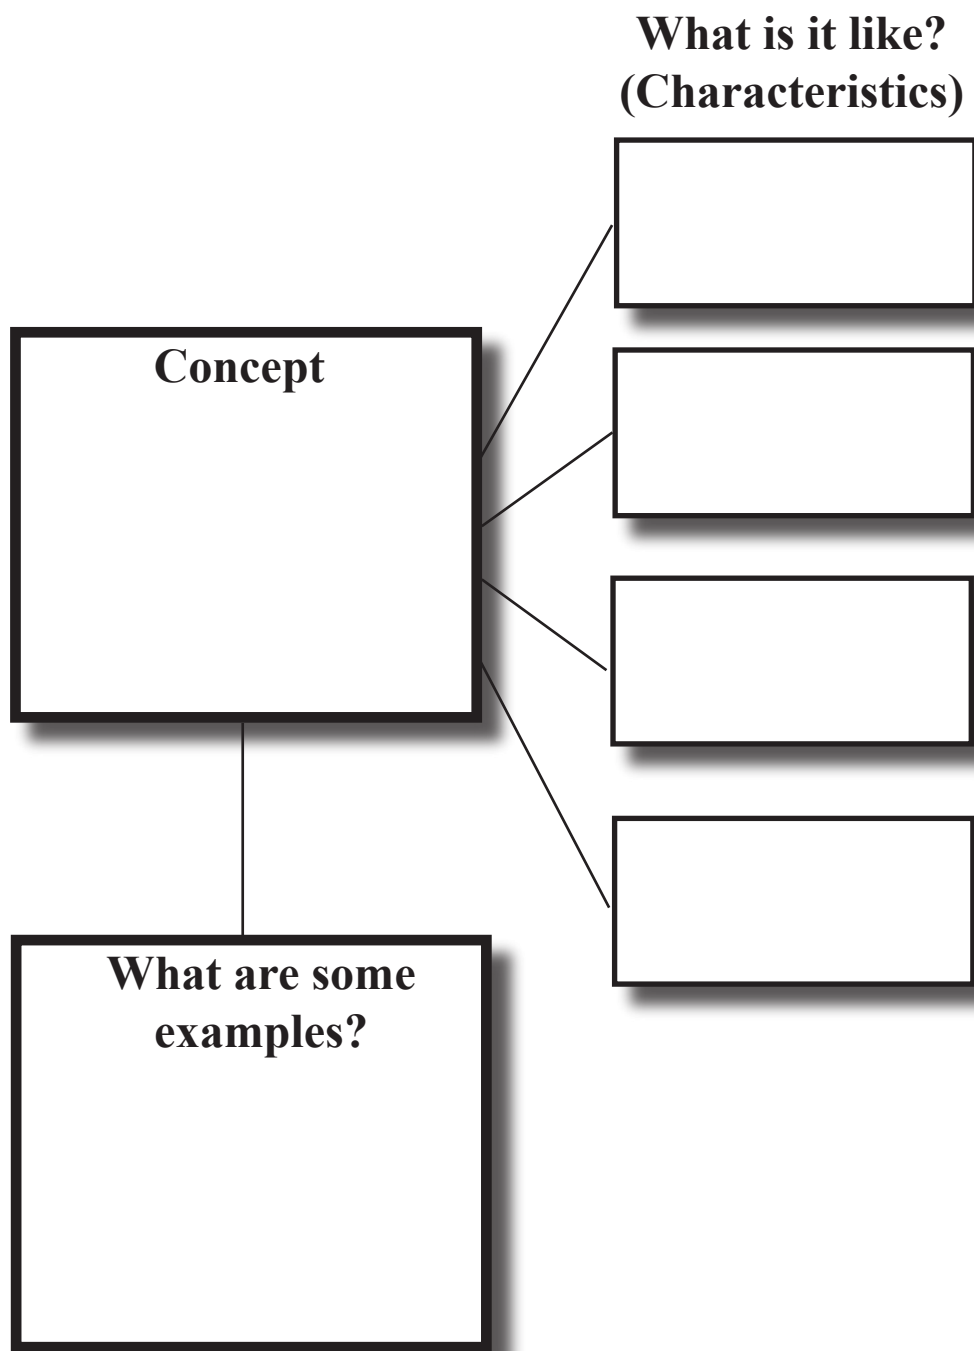 What is it like?
(Characteristics)
Concept
What are some
examples?